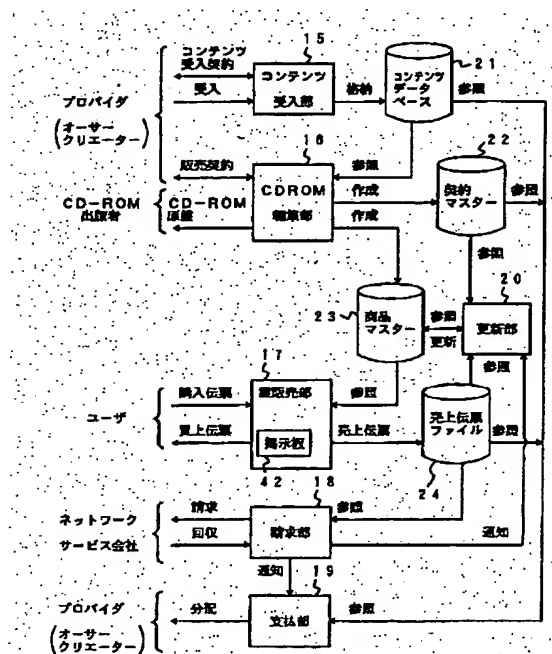 コンテンツ
受入契約
受入
プロバイダ
(オーサー
クリエーター)
15
コンテンツ
受入部
格納
コンテンツ
データ
ベース
21
参照
16
販売契約
CD-ROM
出版者
CD-ROM
原盤
CDROM
編集部
参照
作成
作成
22
契約
マスター
参照
参照
20
更新部
23
商品
マスター
参照
更新
参照
17
ユーザ
購入伝票
買上伝票
販売部
掲示板
42
参照
売上伝票
売上伝票
ファイル
24
参照
18
ネットワーク
サービス会社
請求
回収
請求部
参照
通知
通知
19
プロバイダ
(オーサー
クリエーター)
分配
支払部
参照